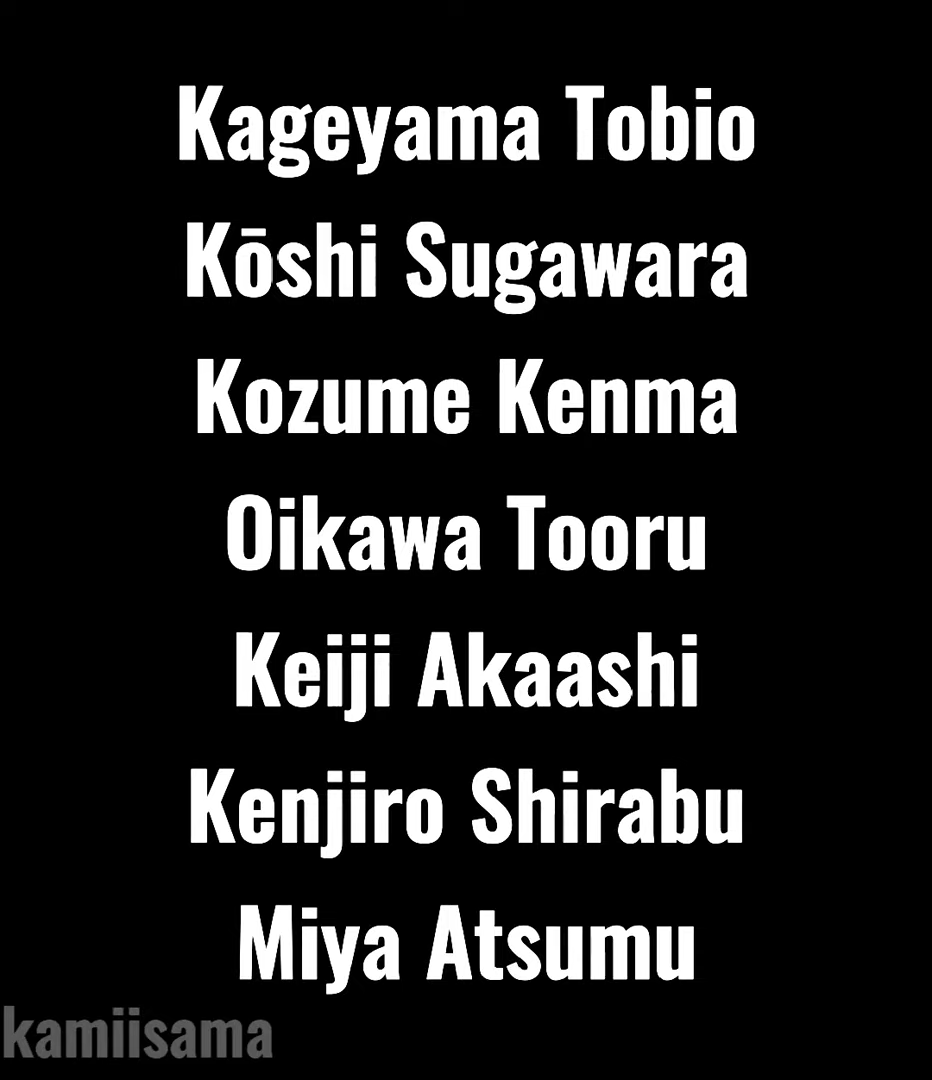 Kageyama Tobio
Kōshi Sugawara
Kozume Kenma
Oikawa Tooru
Keiji Akaashi
Kenjiro Shirabu
Miya Atsumu
kamiisama